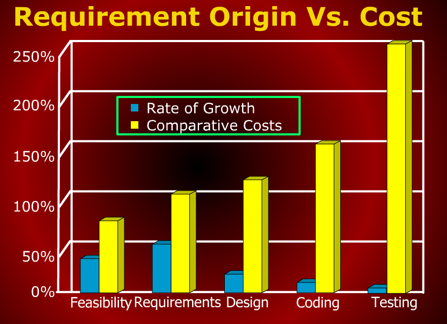 Requirement Origin Vs. Cost
250%
200%
150%
100%
50%
0%
Rate of Growth
Comparative Costs
Feasibility Requirements Design Coding Testing